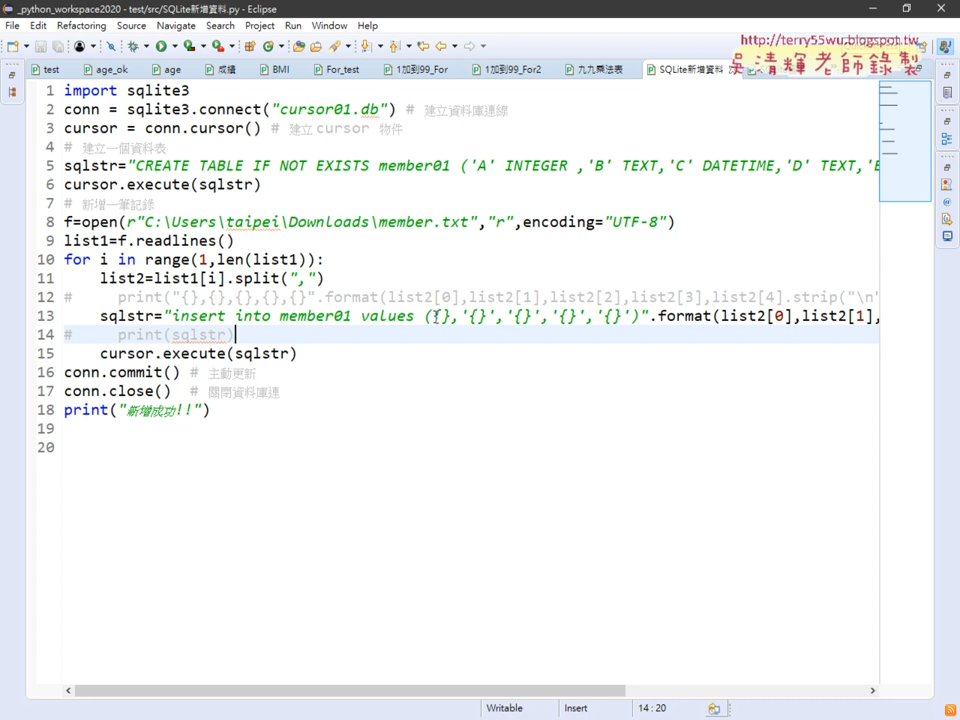 _python_workspace2020 - test/src/SQLite新增資料.py - Eclipse
File Edit Refactoring Source Navigate Search Project Run Window Help
http://terry55wu.blogspot.tw
吳清輝老師錄製
test age_ok age 成績 BMI For_test 1加到99_For 1加到99_For2 九九乘法表 SQLite新增資料
1 import sqlite3
2 conn = sqlite3.connect("cursor01.db") # 建立資料庫連線
3 cursor = conn.cursor() # 建立 cursor 物件
4 # 建立一個資料表
5 sqlstr="CREATE TABLE IF NOT EXISTS member01 ('A' INTEGER ,'B' TEXT,'C' DATETIME,'D' TEXT,'E
6 cursor.execute(sqlstr)
7 # 新增一筆記錄
8 f=open(r"C:\Users\taipei\Downloads\member.txt","r",encoding="UTF-8")
9 list1=f.readlines()
10 for i in range(1,len(list1)):
11 list2=list1[i].split(",")
12 # print("{},{},{},{},{}".format(list2[0],list2[1],list2[2],list2[3],list2[4].strip("\n"
13 sqlstr="insert into member01 values ({},'{}','{}','{}','{}')".format(list2[0],list2[1],
14 # print(sqlstr)
15 cursor.execute(sqlstr)
16 conn.commit() # 主動更新
17 conn.close() # 關閉資料庫連
18 print("新增成功!!")
19
20
Writable Insert 14 : 20